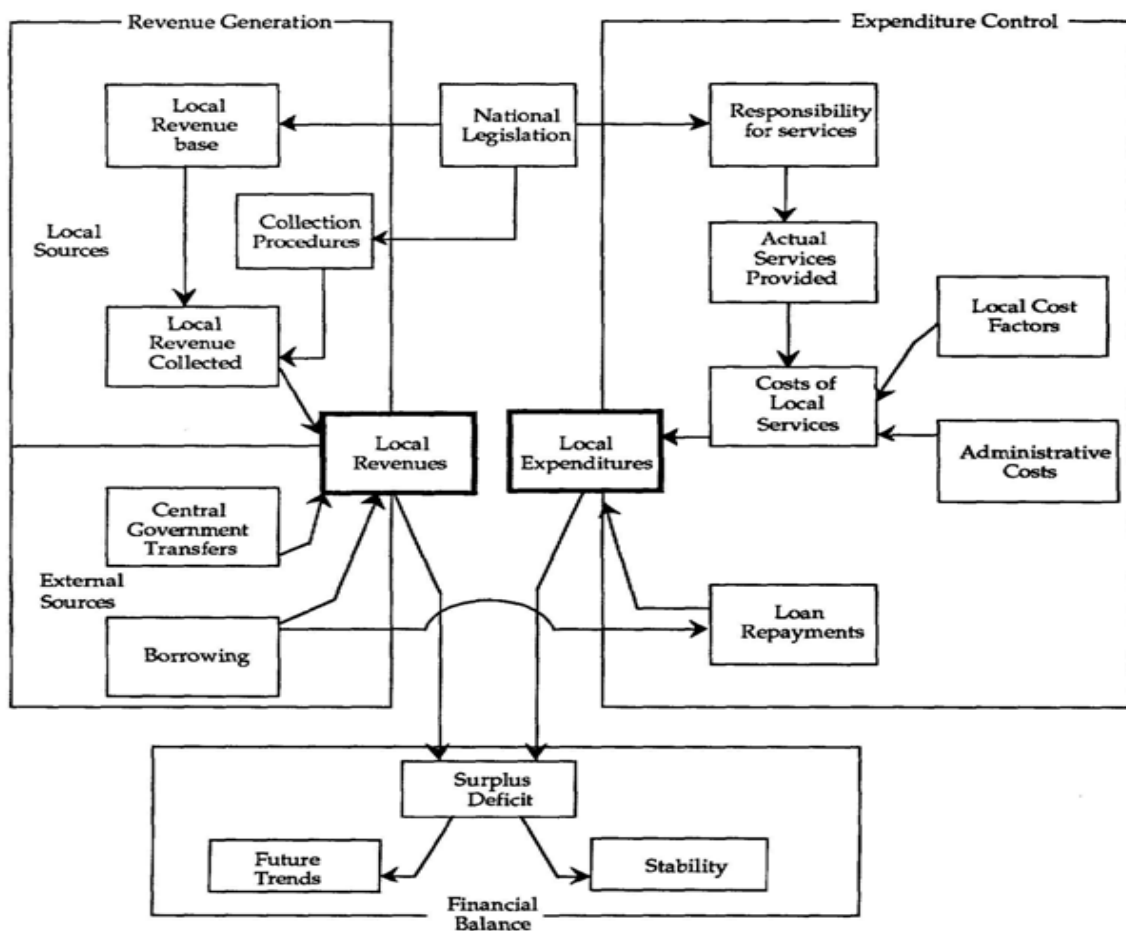 Revenue Generation
Expenditure Control
Local
Revenue
base
National
Legislation
Responsibility
for services
Collection
Procedures
Local
Sources
Actual
Services
Provided
Local
Revenue
Collected
Local Cost
Factors
Costs of
Local
Services
Local
Revenues
Local
Expenditures
Administrative
Costs
Central
Government
Transfers
External
Sources
Borrowing
Loan
Repayments
Surplus
Deficit
Future
Trends
Stability
Financial
Balance